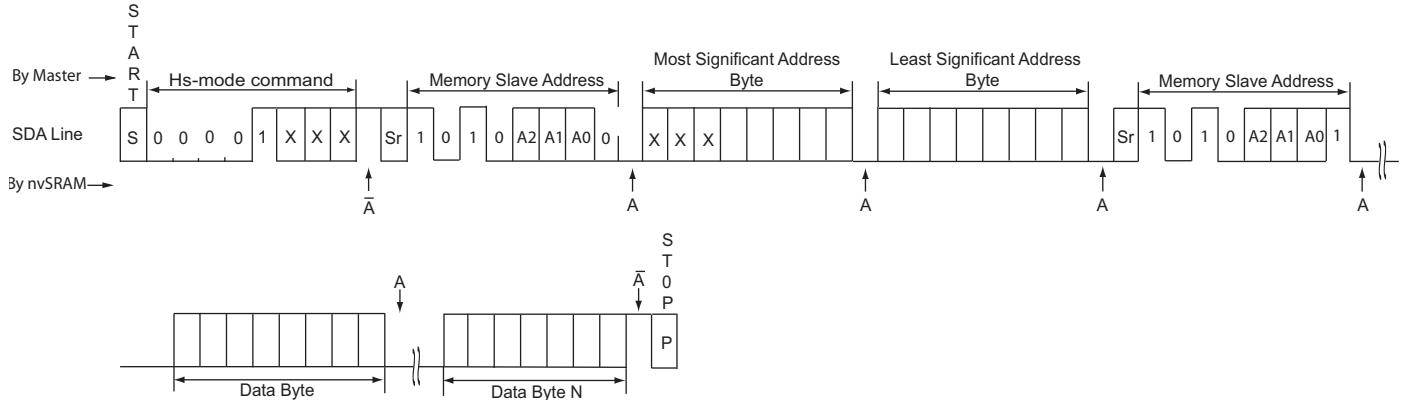 START
By Master
Hs-mode command
Memory Slave Address
Most Significant Address
Byte
Least Significant Address
Byte
Memory Slave Address
SDA Line
S 0 0 0 0 1 X X X Sr 1 0 1 0 A2 A1 A0 0 X X X Sr 1 0 1 0 A2 A1 A0 1
By nvSRAM
A̅ A A A A
A A̅
ST0P
P
Data Byte
Data Byte N